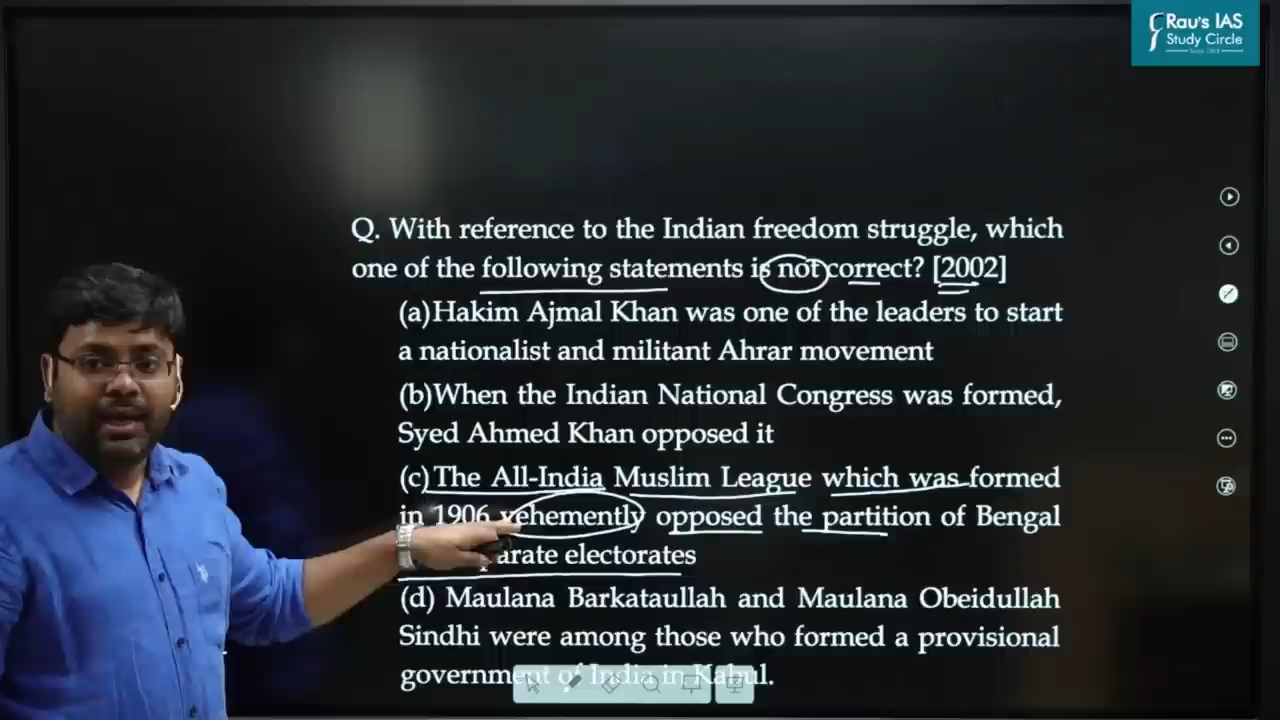 Rau's IAS
Study Circle
Q. With reference to the Indian freedom struggle, which
one of the following statements is not correct? [2002]
(a)Hakim Ajmal Khan was one of the leaders to start
a nationalist and militant Ahrar movement
(b)When the Indian National Congress was formed,
Syed Ahmed Khan opposed it
(c)The All-India Muslim League which was formed
in 1906 vehemently opposed the partition of Bengal
arate electorates
(d) Maulana Barkataullah and Maulana Obeidullah
Sindhi were among those who formed a provisional
government of India in Kabul.